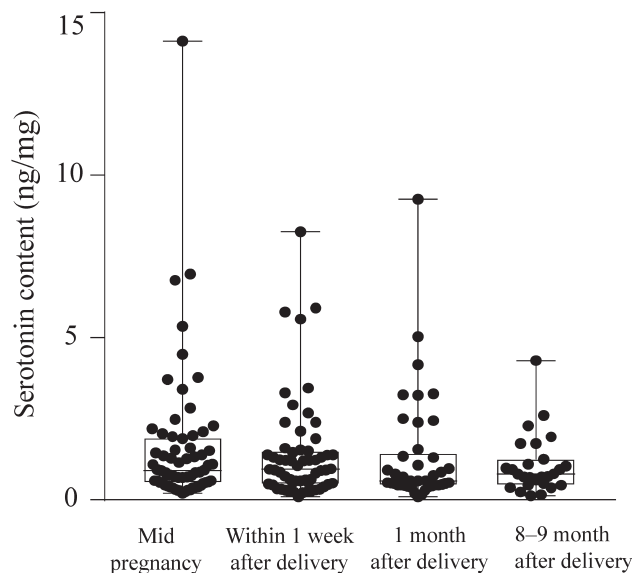 15
10
5
0
Serotonin content (ng/mg)
Mid
pregnancy
Within 1 week
after delivery
1 month
after delivery
8–9 month
after delivery